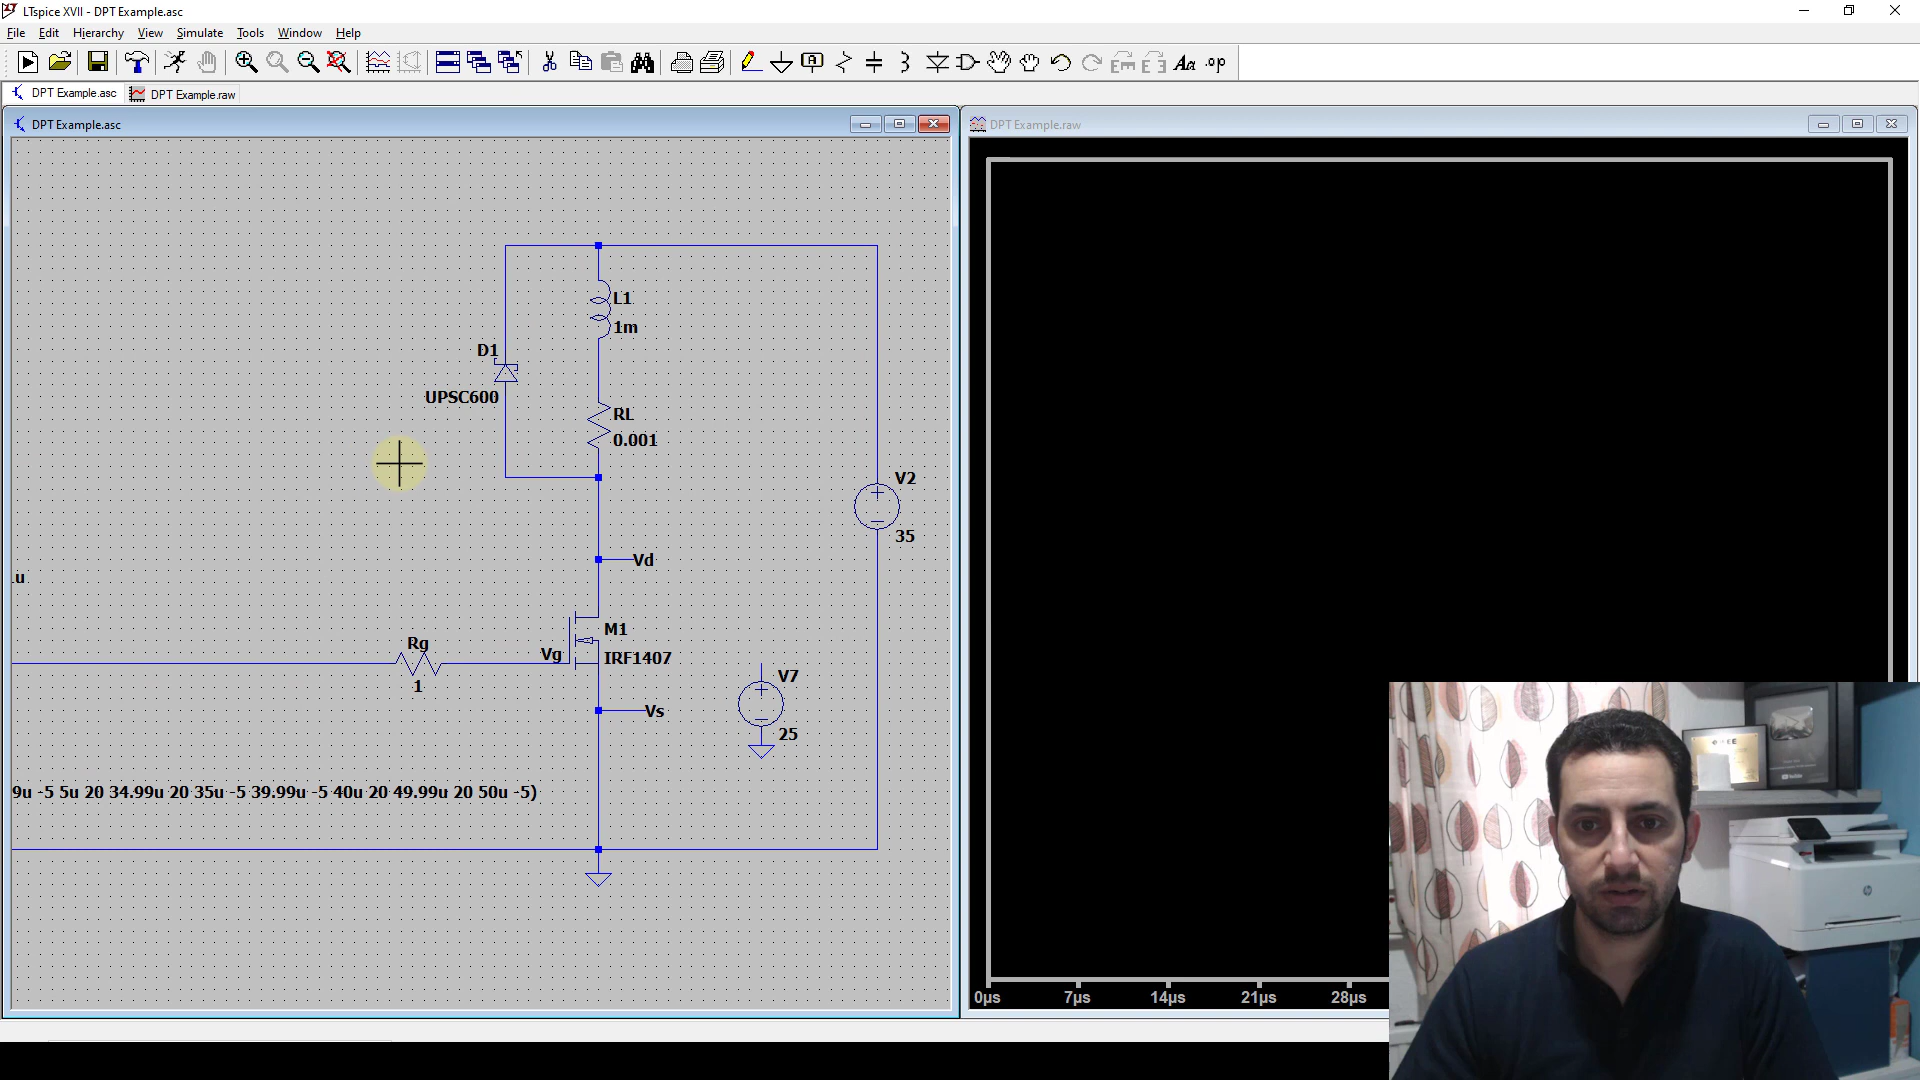 LTspice XVII - DPT Example.asc
File Edit Hierarchy View Simulate Tools Window Help
DPT Example.asc DPT Example.raw
DPT Example.asc
DPT Example.raw
L1
1m
D1
UPSC600
RL
0.001
V2
35
Vd
.u
Rg
1
Vg
M1
IRF1407
Vs
V7
25
9u -5 5u 20 34.99u 20 35u -5 39.99u -5 40u 20 49.99u 20 50u -5)
0µs 7µs 14µs 21µs 28µs